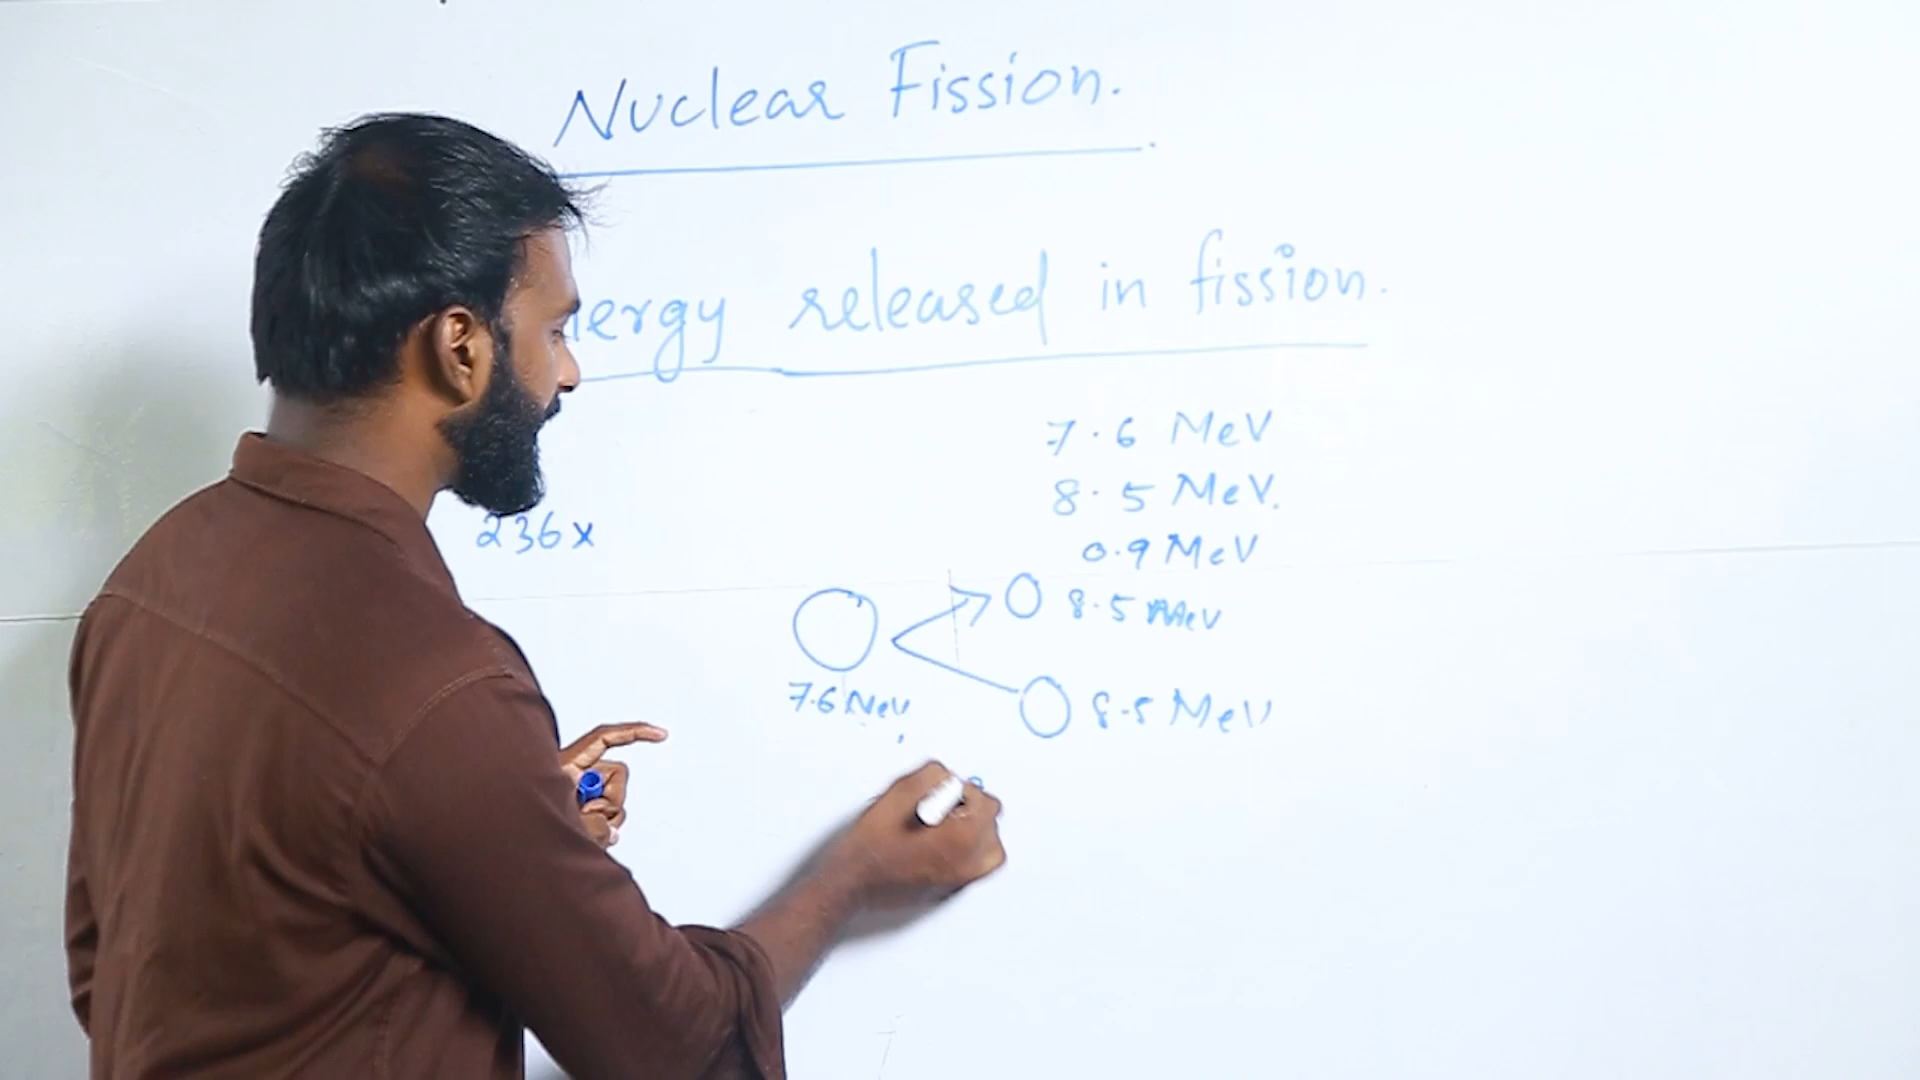 Nuclear Fission.
nergy released in fission.
7.6 MeV
8.5 MeV.
0.9 MeV
236x
8.5 MeV
7.6 MeV
8.5 MeV